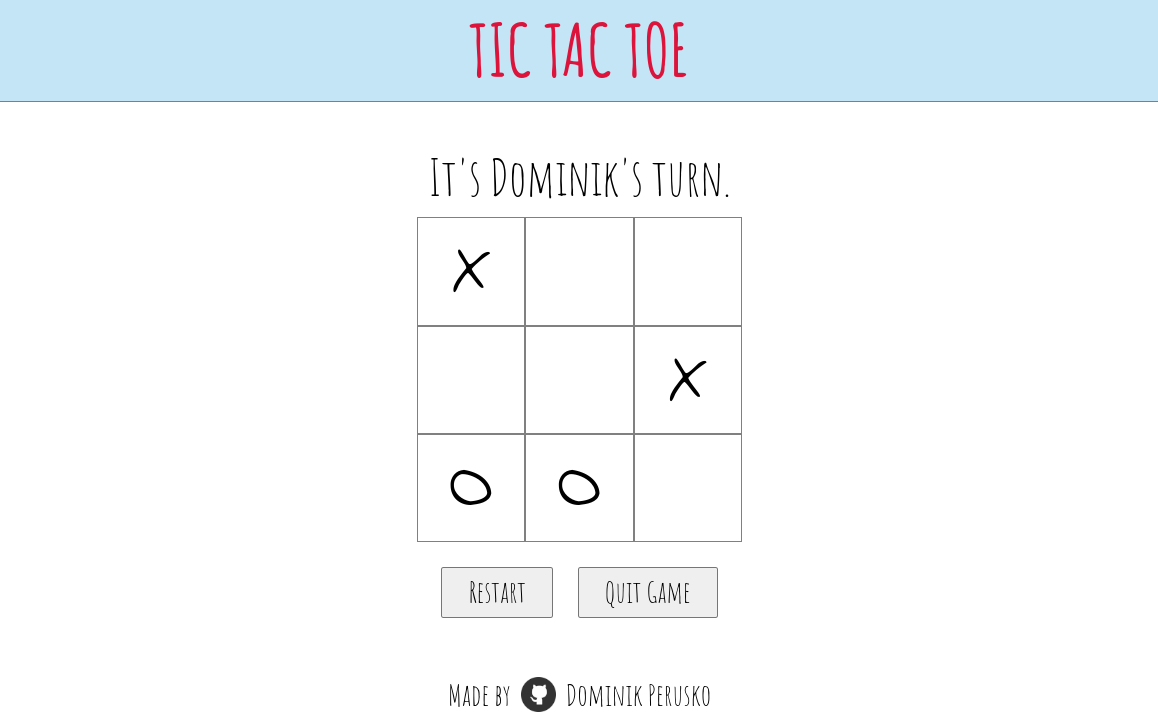 TIC TAC TOE
It's Dominik's turn.
X
X
O O
Restart Quit Game
Made by Dominik Perusko